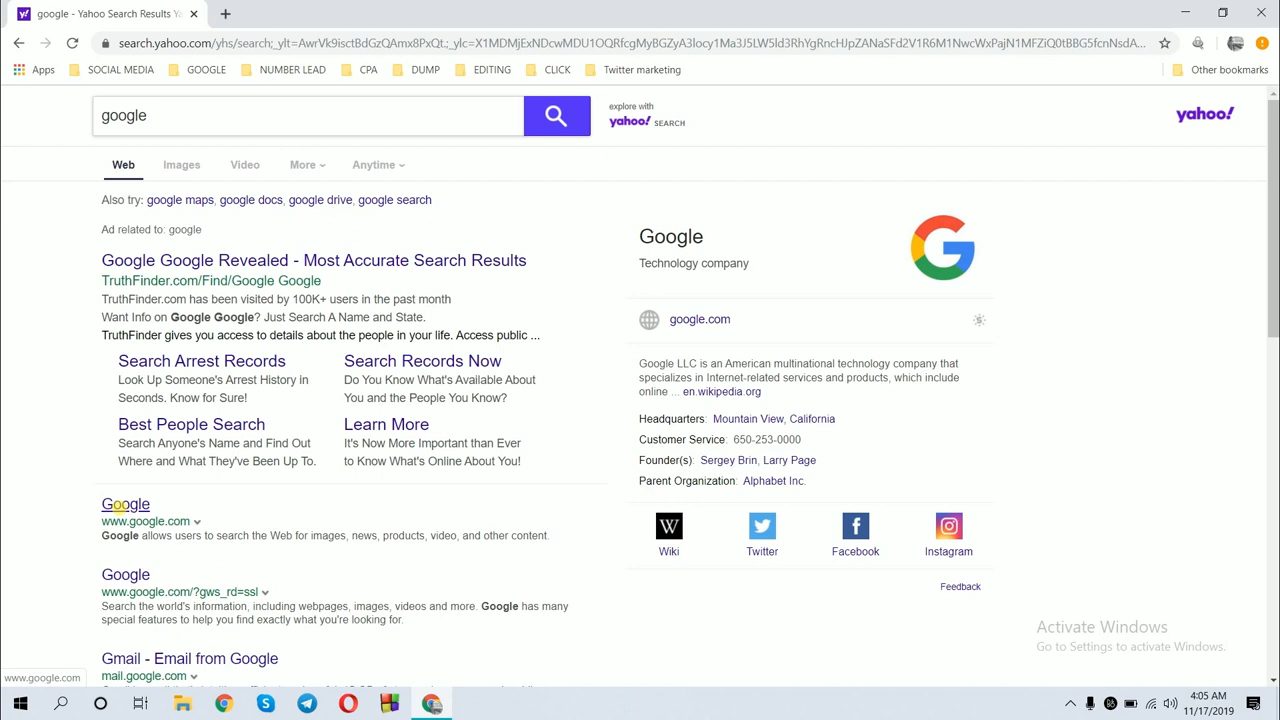 google - Yahoo Search Results Y
search.yahoo.com/yhs/search;_ylt=AwrVk9isctBdGzQAmx8PxQt.;_ylc=X1MDMjExNDcwMDU1OQRfcgMyBGZyA3locy1Ma3J5LW5ld3RhYgRncHJpZANaSFd2V1R6M1NwcWxPajN1MFZiQ0tBBG5fcnNsdA...
Apps
SOCIAL MEDIA
GOOGLE
NUMBER LEAD
CPA
DUMP
EDITING
CLICK
Twitter marketing
Other bookmarks
google
explore with
yahoo! SEARCH
yahoo!
Web
Images
Video
More
Anytime
Also try: google maps, google docs, google drive, google search
Ad related to: google
Google Google Revealed - Most Accurate Search Results
TruthFinder.com/Find/Google Google
TruthFinder.com has been visited by 100K+ users in the past month
Want Info on Google Google? Just Search A Name and State.
TruthFinder gives you access to details about the people in your life. Access public ...
Search Arrest Records
Look Up Someone's Arrest History in
Seconds. Know for Sure!
Search Records Now
Do You Know What's Available About
You and the People You Know?
Best People Search
Search Anyone's Name and Find Out
Where and What They've Been Up To.
Learn More
It's Now More Important than Ever
to Know What's Online About You!
Google
www.google.com
Google allows users to search the Web for images, news, products, video, and other content.
Google
www.google.com/?gws_rd=ssl
Search the world's information, including webpages, images, videos and more. Google has many
special features to help you find exactly what you're looking for.
Gmail - Email from Google
mail.google.com
Google
Technology company
google.com
Google LLC is an American multinational technology company that
specializes in Internet-related services and products, which include
online ... en.wikipedia.org
Headquarters: Mountain View, California
Customer Service: 650-253-0000
Founder(s): Sergey Brin, Larry Page
Parent Organization: Alphabet Inc.
W
Wiki
Twitter
Facebook
Instagram
Feedback
Activate Windows
Go to Settings to activate Windows.
www.google.com
4:05 AM
11/17/2019